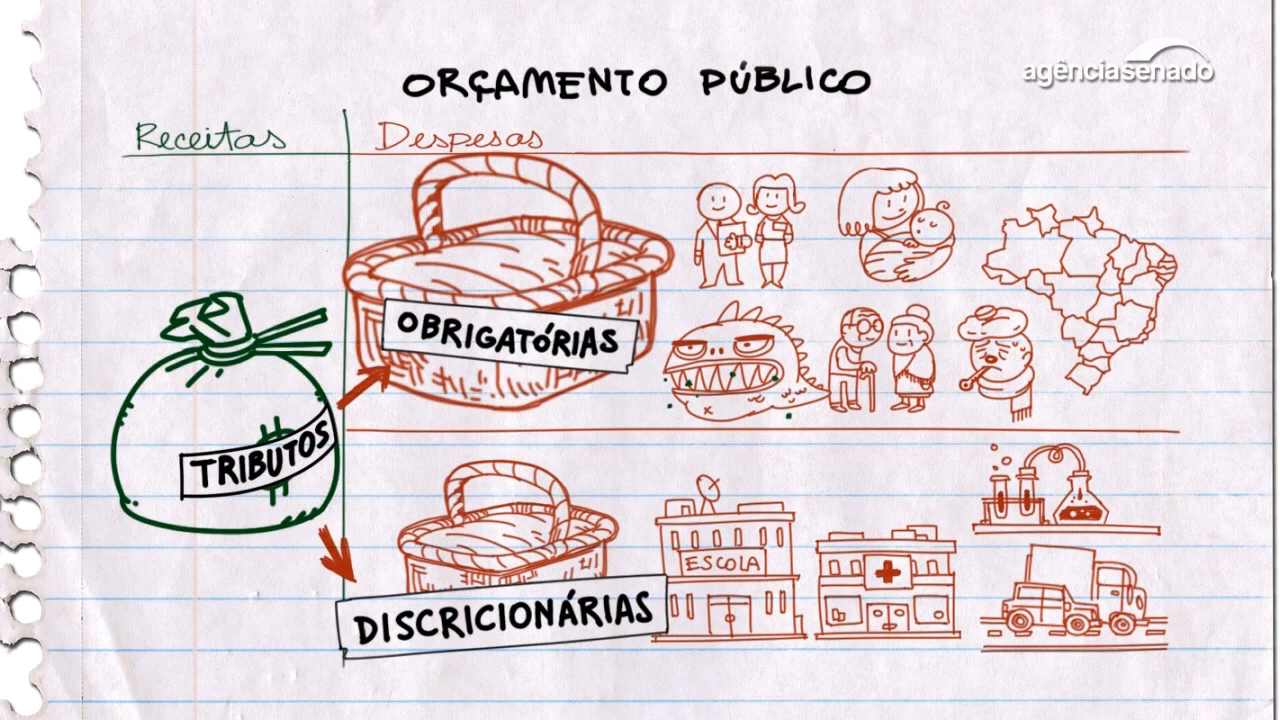 ORÇAMENTO PÚBLICO
agênciasenado
Receitas
Despesas
OBRIGATÓRIAS
TRIBUTOS
ESCOLA
DISCRICIONÁRIAS